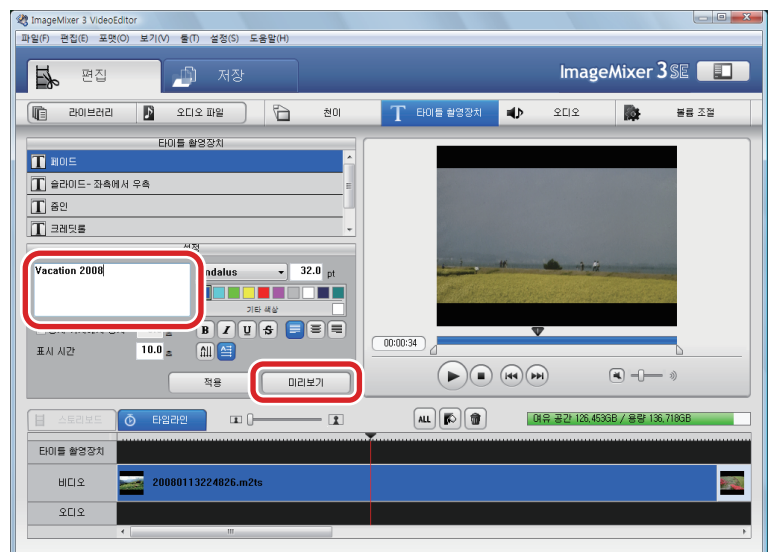 ImageMixer 3 VideoEditor
파일(F) 편집(E) 포맷(O) 보기(V) 툴(T) 설정(S) 도움말(H)
편집 저장 ImageMixer 3 SE
라이브러리 오디오 파일 천이 T 타이틀 촬영장치 오디오 볼륨 조절
타이틀 촬영장치
T 페이드
T 슬라이드- 좌측에서 우측
T 줌인
T 크레딧롤
설정
Vacation 2008
ndalus 32.0 pt
기타 색상
B I U S
표시 시간 10.0
적용 미리보기
00:00:34
스토리보드 타임라인 ALL 여유 공간 126,453GB / 용량 136,718GB
타이틀 촬영장치
비디오 20080113224826.m2ts
오디오